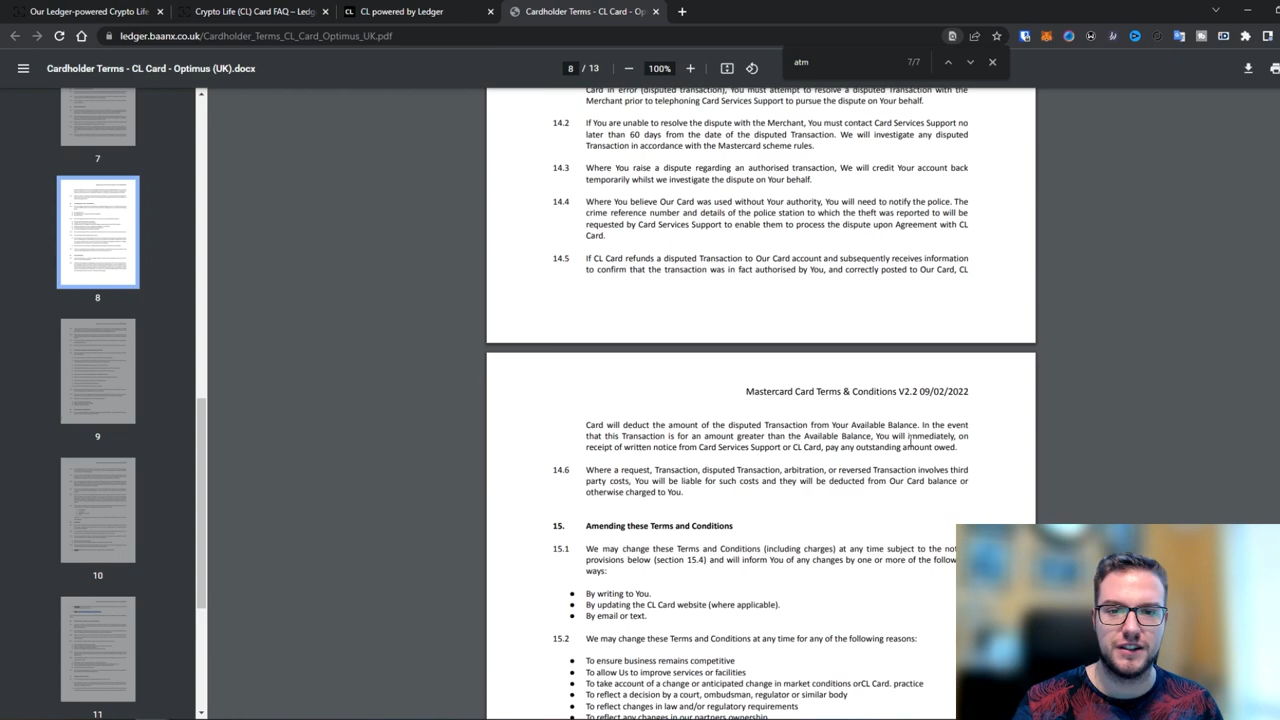 Our Ledger-powered Crypto Life
Crypto Life (CL) Card FAQ – Ledg
CL
CL powered by Ledger
Cardholder Terms - CL Card - Op
ledger.baanx.co.uk/Cardholder_Terms_CL_Card_Optimus_UK.pdf
Cardholder Terms - CL Card - Optimus (UK).docx
8 / 13
100%
atm
7/7
7
8
9
10
11
Card in error (disputed transaction), You must attempt to resolve a disputed Transaction with the
Merchant prior to telephoning Card Services Support to pursue the dispute on Your behalf.
14.2 If You are unable to resolve the dispute with the Merchant, You must contact Card Services Support no
later than 60 days from the date of the disputed Transaction. We will investigate any disputed
Transaction in accordance with the Mastercard scheme rules.
14.3 Where You raise a dispute regarding an authorised transaction, We will credit Your account back
temporarily whilst we investigate the dispute on Your behalf.
14.4 Where You believe Our Card was used without Your authority, You will need to notify the police. The
crime reference number and details of the police station to which the theft was reported to will be
requested by Card Services Support to enable them to process the dispute upon Agreement with CL
Card.
14.5 If CL Card refunds a disputed Transaction to Our Card account and subsequently receives information
to confirm that the transaction was in fact authorised by You, and correctly posted to Our Card, CL
Mastercard Card Terms & Conditions V2.2 09/02/2022
Card will deduct the amount of the disputed Transaction from Your Available Balance. In the event
that this Transaction is for an amount greater than the Available Balance, You will immediately, on
receipt of written notice from Card Services Support or CL Card, pay any outstanding amount owed.
14.6 Where a request, Transaction, disputed Transaction, arbitration, or reversed Transaction involves third
party costs, You will be liable for such costs and they will be deducted from Our Card balance or
otherwise charged to You.
15. Amending these Terms and Conditions
15.1 We may change these Terms and Conditions (including charges) at any time subject to the not
provisions below (section 15.4) and will inform You of any changes by one or more of the follow
ways:
● By writing to You.
● By updating the CL Card website (where applicable).
● By email or text.
15.2 We may change these Terms and Conditions at any time for any of the following reasons:
● To ensure business remains competitive
● To allow Us to improve services or facilities
● To take account of a change or anticipated change in market conditions orCL Card. practice
● To reflect a decision by a court, ombudsman, regulator or similar body
● To reflect changes in law and/or regulatory requirements
● To reflect any changes in our partners ownership